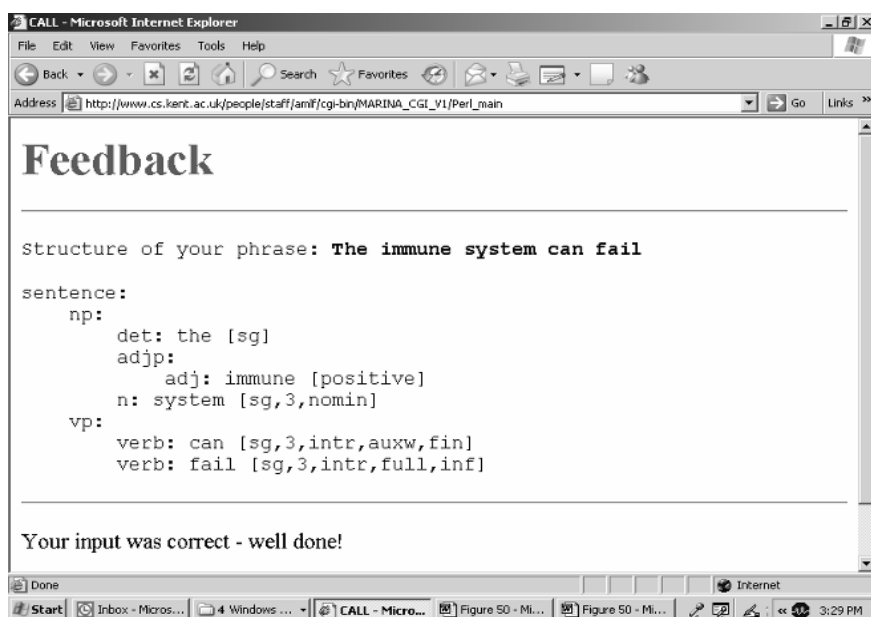 CALL - Microsoft Internet Explorer
File Edit View Favorites Tools Help
Back Search Favorites
Address http://www.cs.kent.ac.uk/people/staff/amlf/cgi-bin/MARINA_CGI_V1/Perl_main Go Links »
Feedback
Structure of your phrase: The immune system can fail
sentence:
np:
det: the [sg]
adjp:
adj: immune [positive]
n: system [sg,3,nomin]
vp:
verb: can [sg,3,intr,auxw,fin]
verb: fail [sg,3,intr,full,inf]
Your input was correct - well done!
Done Internet
Start Inbox - Micros... 4 Windows ... CALL - Micro... Figure 50 - Mi... Figure 50 - Mi... « 3:29 PM